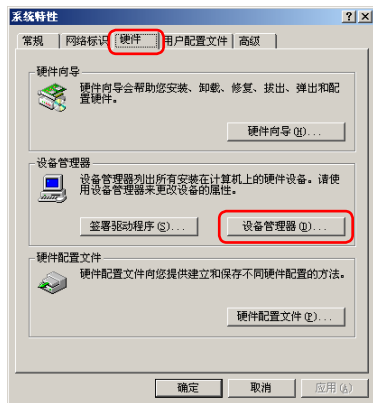 系统特性
常规 网络标识 硬件 用户配置文件 高级
硬件向导
硬件向导会帮助您安装、卸载、修复、拔出、弹出和配
置硬件。
硬件向导(H)...
设备管理器
设备管理器列出所有安装在计算机上的硬件设备。请使
用设备管理器来更改设备的属性。
签署驱动程序(S)... 设备管理器(D)...
硬件配置文件
硬件配置文件向您提供建立和保存不同硬件配置的方法。
硬件配置文件(P)...
确定 取消 应用(A)